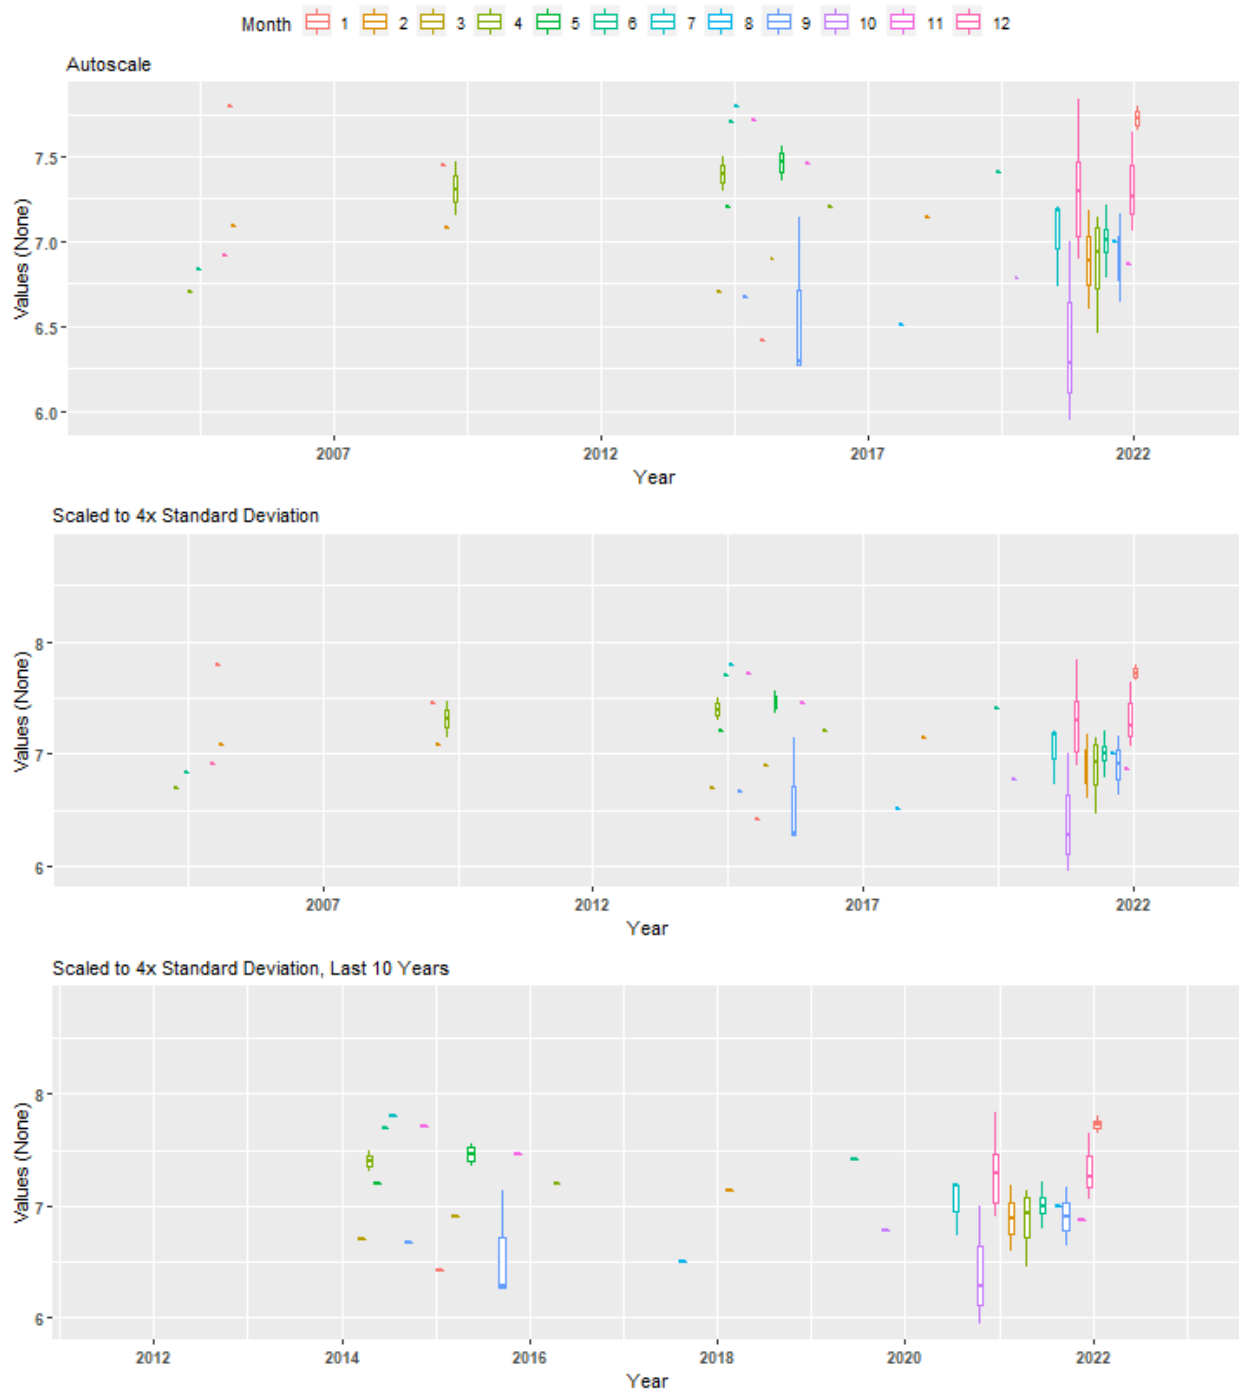 Month 1 2 3 4 5 6 7 8 9 10 11 12
Autoscale
Values (None)
7.5
7.0
6.5
6.0
2007 2012 2017 2022
Year
Scaled to 4x Standard Deviation
Values (None)
8
7
6
2007 2012 2017 2022
Year
Scaled to 4x Standard Deviation, Last 10 Years
Values (None)
8
7
6
2012 2014 2016 2018 2020 2022
Year